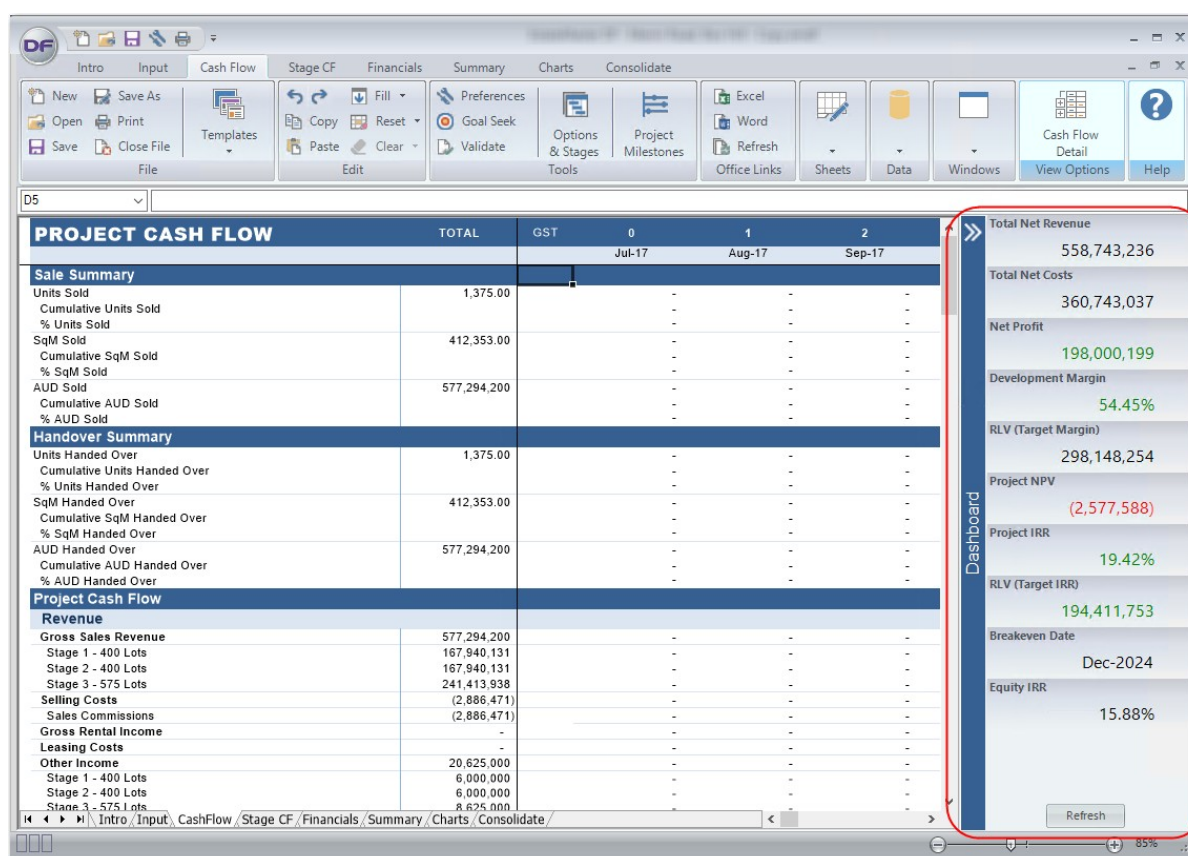 DF
Intro Input Cash Flow Stage CF Financials Summary Charts Consolidate
New Save As Fill Preferences Excel
Open Print Templates Copy Reset Goal Seek Options & Stages Project Milestones Word Cash Flow Detail
Save Close File Paste Clear Validate Refresh
File Edit Tools Office Links Sheets Data Windows View Options Help
D5
PROJECT CASH FLOW TOTAL GST 0 1 2
Jul-17 Aug-17 Sep-17
Sale Summary
Units Sold 1,375.00 - - -
Cumulative Units Sold - - -
% Units Sold - - -
SqM Sold 412,353.00 - - -
Cumulative SqM Sold - - -
% SqM Sold - - -
AUD Sold 577,294,200 - - -
Cumulative AUD Sold - - -
% AUD Sold - - -
Handover Summary
Units Handed Over 1,375.00 - - -
Cumulative Units Handed Over - - -
% Units Handed Over - - -
SqM Handed Over 412,353.00 - - -
Cumulative SqM Handed Over - - -
% SqM Handed Over - - -
AUD Handed Over 577,294,200 - - -
Cumulative AUD Handed Over - - -
% AUD Handed Over - - -
Project Cash Flow
Revenue
Gross Sales Revenue 577,294,200 - - -
Stage 1 - 400 Lots 167,940,131 - - -
Stage 2 - 400 Lots 167,940,131 - - -
Stage 3 - 575 Lots 241,413,938 - - -
Selling Costs (2,886,471) - - -
Sales Commissions (2,886,471) - - -
Gross Rental Income - - - -
Leasing Costs - - - -
Other Income 20,625,000 - - -
Stage 1 - 400 Lots 6,000,000 - - -
Stage 2 - 400 Lots 6,000,000 - - -
Stage 3 - 575 Lots 8,625,000 - - -
Intro Input CashFlow Stage CF Financials Summary Charts Consolidate
Dashboard
Total Net Revenue
558,743,236
Total Net Costs
360,743,037
Net Profit
198,000,199
Development Margin
54.45%
RLV (Target Margin)
298,148,254
Project NPV
(2,577,588)
Project IRR
19.42%
RLV (Target IRR)
194,411,753
Breakeven Date
Dec-2024
Equity IRR
15.88%
Refresh
85%